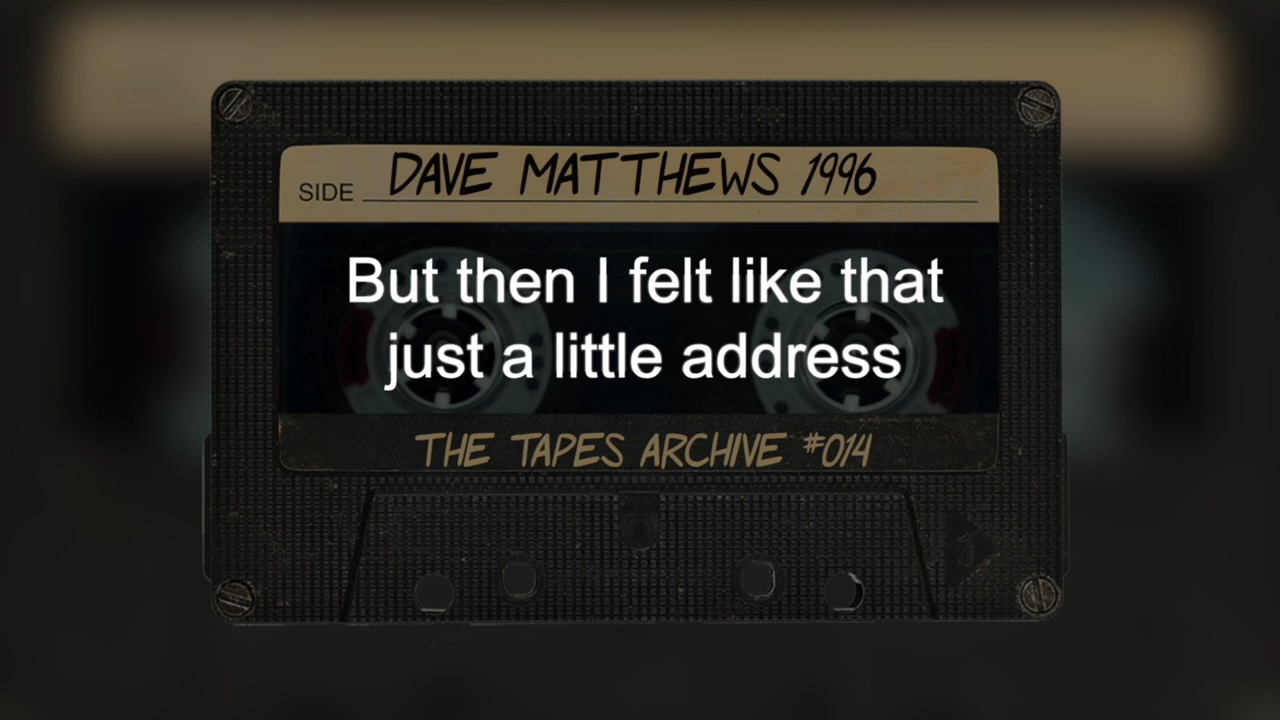 DAVE MATTHEWS 1996
SIDE
But then I felt like that
just a little address
THE TAPES ARCHIVE #014